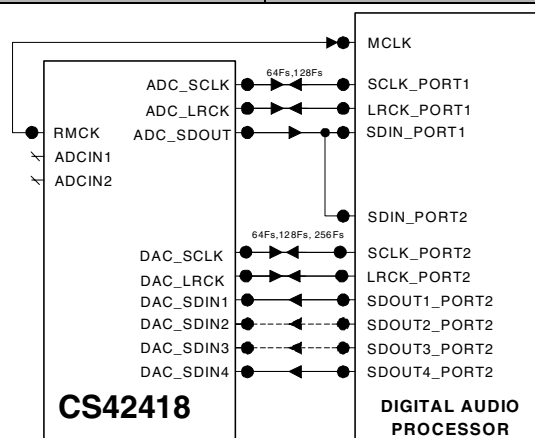 MCLK
64Fs,128Fs
ADC_SCLK
SCLK_PORT1
ADC_LRCK
LRCK_PORT1
RMCK
ADC_SDOUT
SDIN_PORT1
ADCIN1
ADCIN2
SDIN_PORT2
64Fs,128Fs, 256Fs
DAC_SCLK
SCLK_PORT2
DAC_LRCK
LRCK_PORT2
DAC_SDIN1
SDOUT1_PORT2
DAC_SDIN2
SDOUT2_PORT2
DAC_SDIN3
SDOUT3_PORT2
DAC_SDIN4
SDOUT4_PORT2
CS42418
DIGITAL AUDIO
PROCESSOR